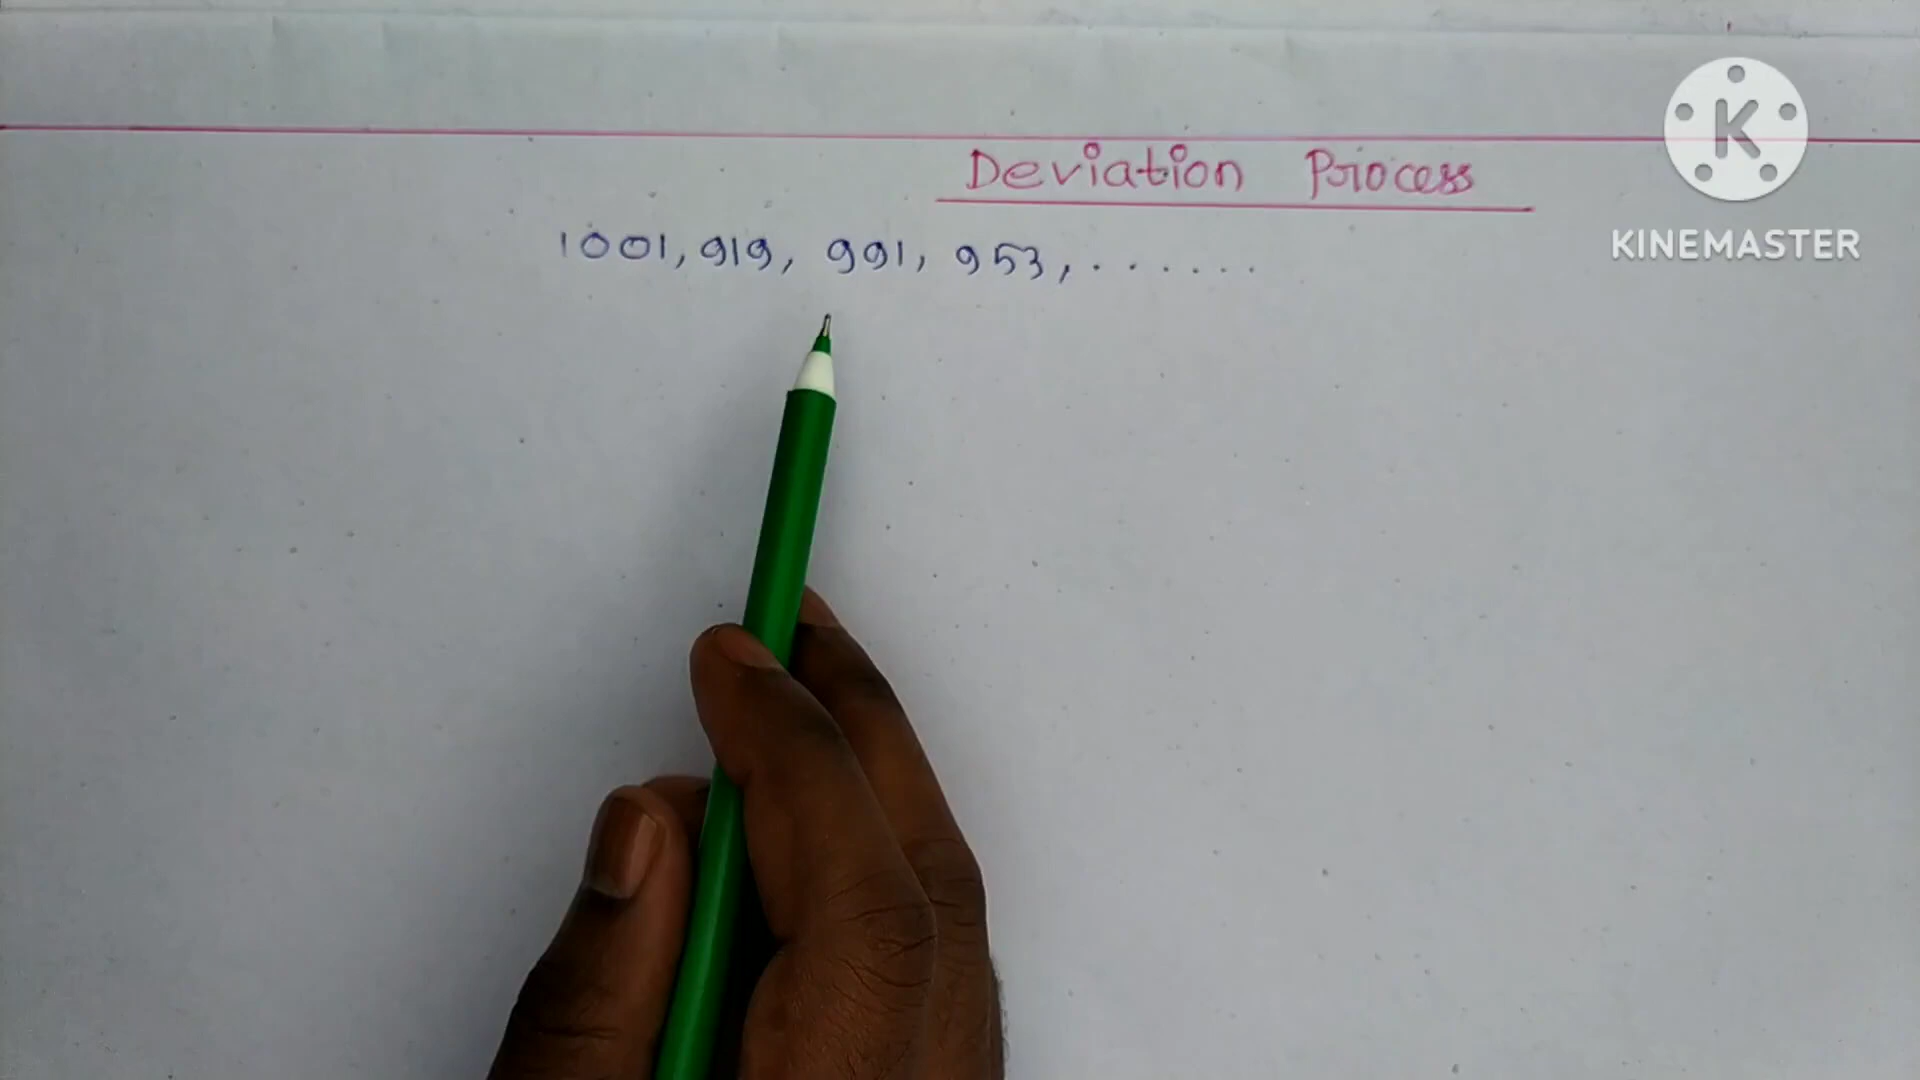 Deviation Process
1001, 919, 991, 953, .......
K
KINEMASTER